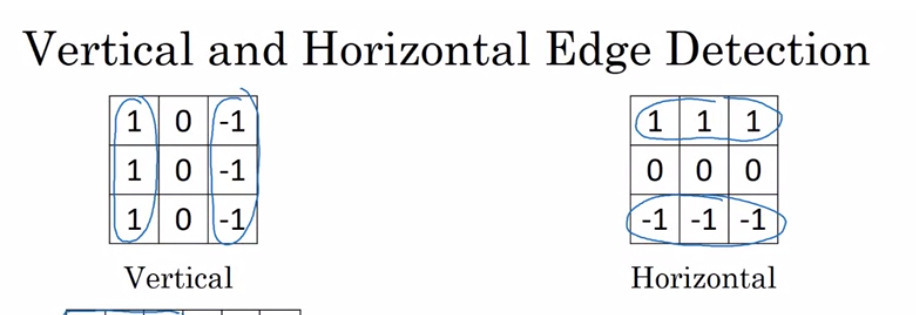 Vertical and Horizontal Edge Detection
1 0 -1
1 0 -1
1 0 -1
Vertical
1 1 1
0 0 0
-1 -1 -1
Horizontal